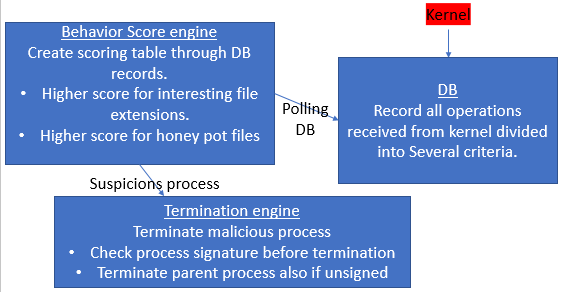 Behavior Score engine
Create scoring table through DB
records.
• Higher score for interesting file
extensions.
• Higher score for honey pot files
Kernel
Polling
DB
DB
Record all operations
received from kernel divided
into Several criteria.
Suspicions process
Termination engine
Terminate malicious process
• Check process signature before termination
• Terminate parent process also if unsigned